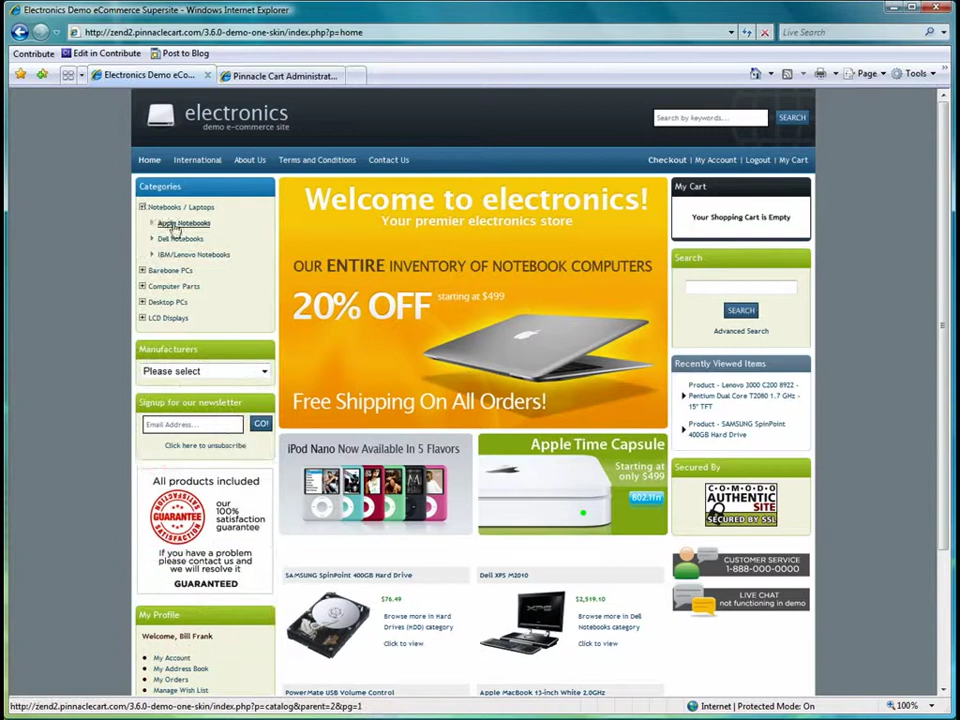 Electronics Demo eCommerce Supersite - Windows Internet Explorer
http://zend2.pinnaclecart.com/3.6.0-demo-one-skin/index.php?p=home
Live Search
Contribute Edit in Contribute Post to Blog
Electronics Demo eCo...
Pinnacle Cart Administrat...
Page
Tools
electronics
demo e-commerce site
Search by keywords...
SEARCH
Home International About Us Terms and Conditions Contact Us
Checkout | My Account | Logout | My Cart
Categories
Notebooks / Laptops
Apple Notebooks
Dell Notebooks
IBM/Lenovo Notebooks
Barebone PCs
Computer Parts
Desktop PCs
LCD Displays
Manufacturers
Please select
Signup for our newsletter
Email Address...
GO!
Click here to unsubscribe
All products included
SATISFACTION
GUARANTEE
SATISFACTION
our
100%
satisfaction
guarantee
If you have a problem
please contact us and
we will make it
GUARANTEED
My Profile
Welcome, Bill Frank
My Account
My Address Book
My Orders
Manage Wish List
Welcome to electronics!
Your premier electronics store
OUR ENTIRE INVENTORY OF NOTEBOOK COMPUTERS
20% OFF starting at $499
Free Shipping On All Orders!
iPod Nano Now Available In 5 Flavors
Apple Time Capsule
Starting at
only $499
802.11n
SAMSUNG SpinPoint 400GB Hard Drive
$76.49
Browse more in Hard
Drives (HDD) category
Click to view
Dell XPS M2010
XPS
$2,519.10
Browse more in Dell
Notebooks category
Click to view
PowerMate USB Volume Control
Apple MacBook 13-inch White 2.0GHz
My Cart
Your Shopping Cart is Empty
Search
SEARCH
Advanced Search
Recently Viewed Items
Product - Lenovo 3000 C200 8922 -
Pentium Dual Core T2080 1.7 GHz -
15" TFT
Product - SAMSUNG SpinPoint
400GB Hard Drive
Secured By
COMODO
AUTHENTIC
SITE
SECURED BY SSL
CUSTOMER SERVICE
1-888-000-0000
LIVE CHAT
not functioning in demo
http://zend2.pinnaclecart.com/3.6.0-demo-one-skin/index.php?p=catalog&parent=2&pg=1
Internet | Protected Mode: On
100%